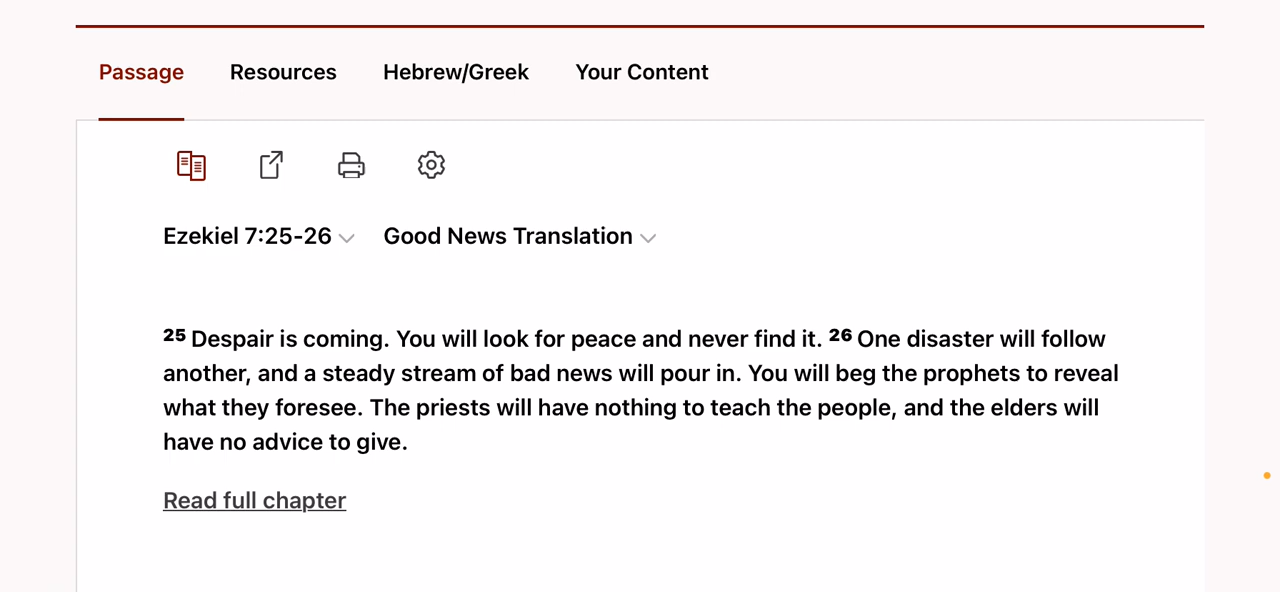 Passage Resources Hebrew/Greek Your Content
Ezekiel 7:25-26 Good News Translation
25 Despair is coming. You will look for peace and never find it. 26 One disaster will follow
another, and a steady stream of bad news will pour in. You will beg the prophets to reveal
what they foresee. The priests will have nothing to teach the people, and the elders will
have no advice to give.
Read full chapter